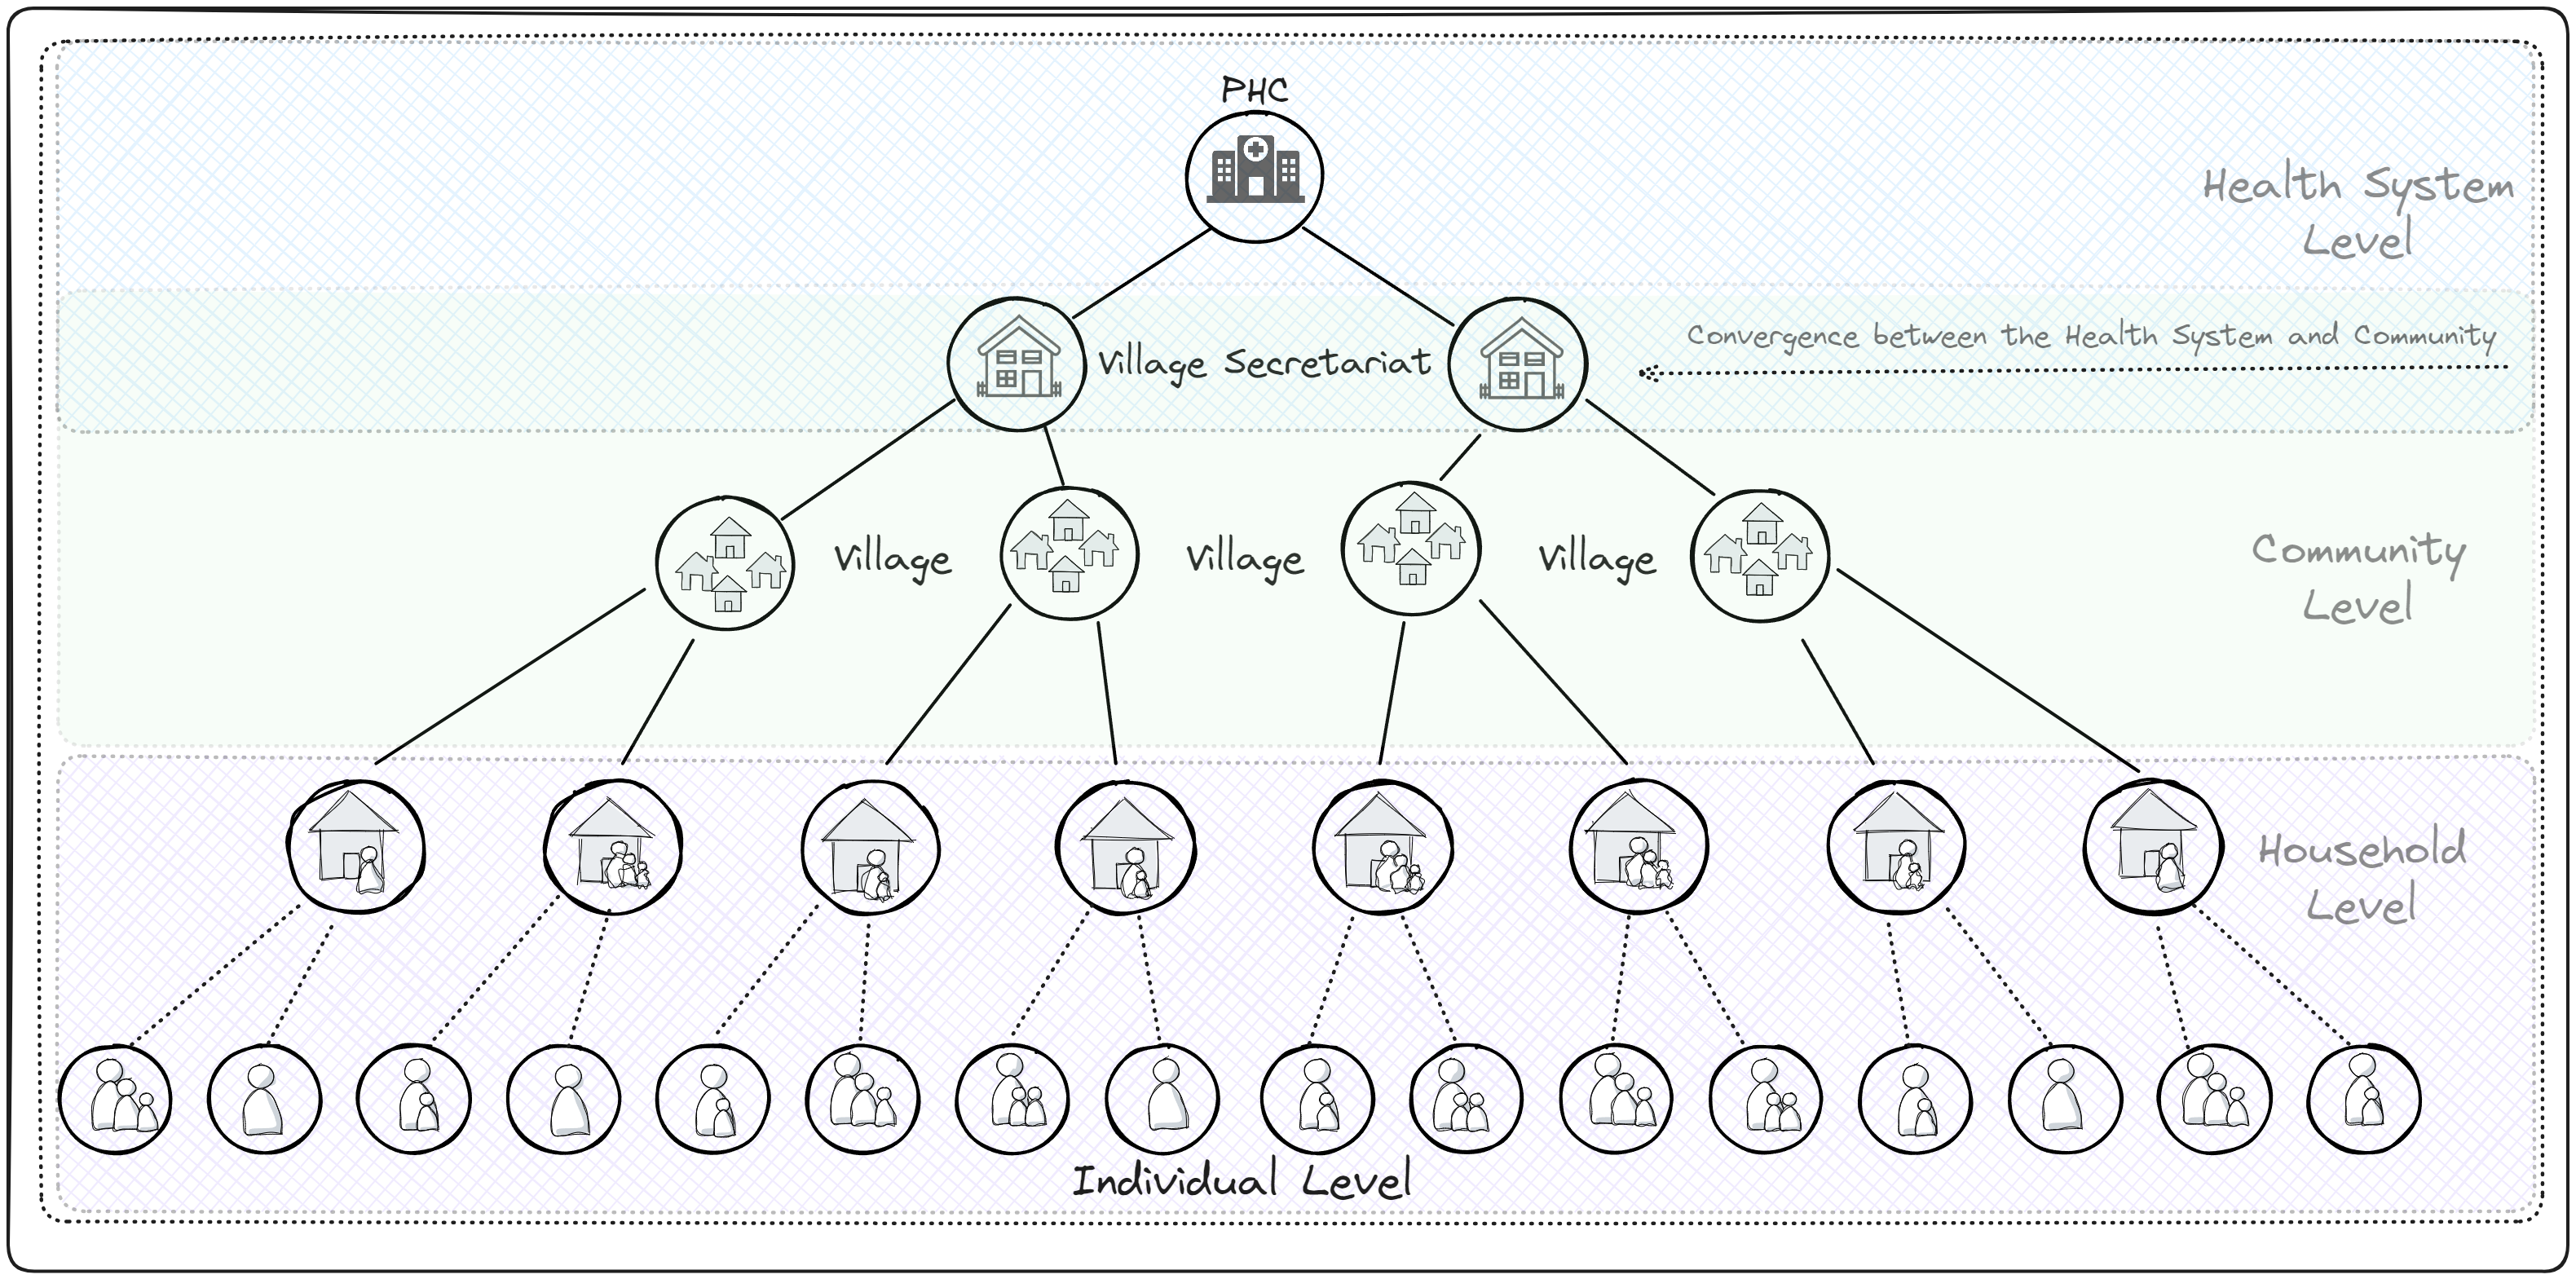 PHC
Health System
Level
Convergence between the Health System and Community
Village Secretariat
Village
Village
Village
Community
Level
Household
Level
Individual Level